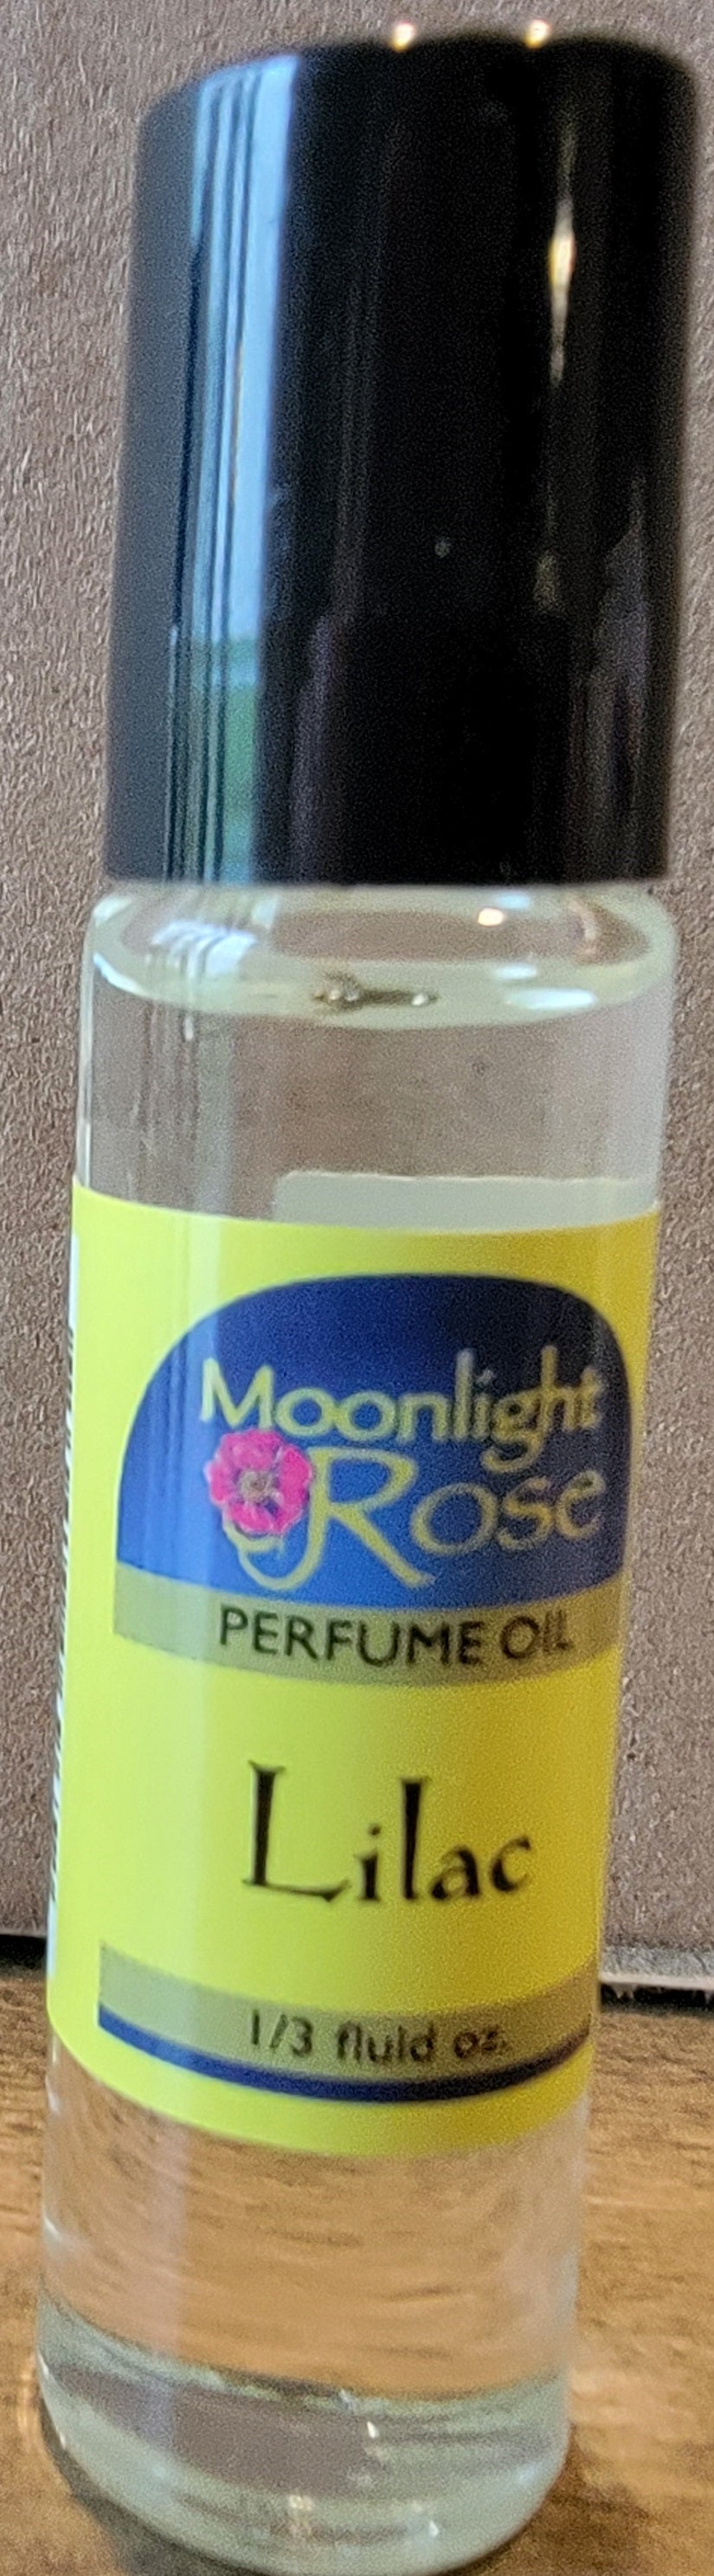 Moonlight
Rose
PERFUME OIL
Lilac
1/3 fluid oz.